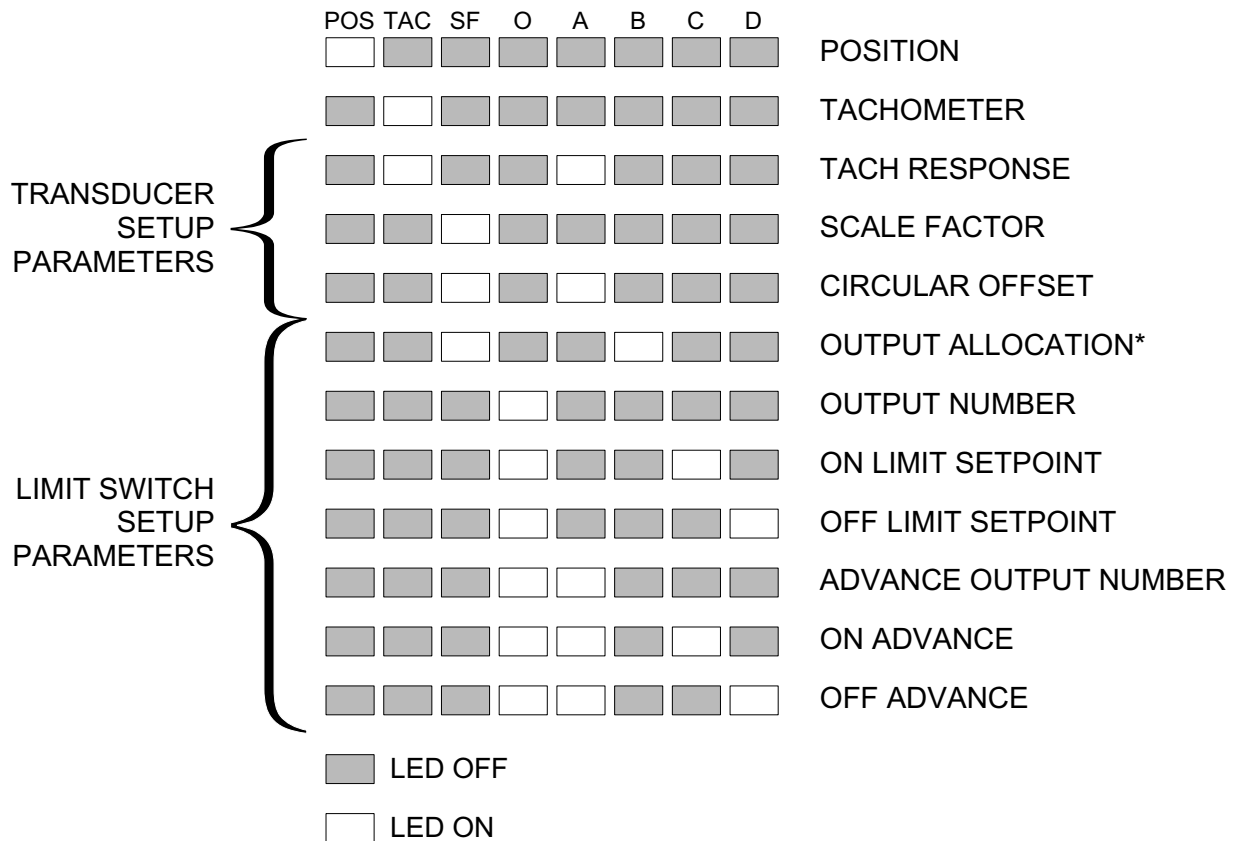 POS TAC SF O A B C D
POSITION
TACHOMETER
TACH RESPONSE
SCALE FACTOR
CIRCULAR OFFSET
OUTPUT ALLOCATION*
OUTPUT NUMBER
ON LIMIT SETPOINT
OFF LIMIT SETPOINT
ADVANCE OUTPUT NUMBER
ON ADVANCE
OFF ADVANCE
TRANSDUCER
SETUP
PARAMETERS
LIMIT SWITCH
SETUP
PARAMETERS
LED OFF
LED ON